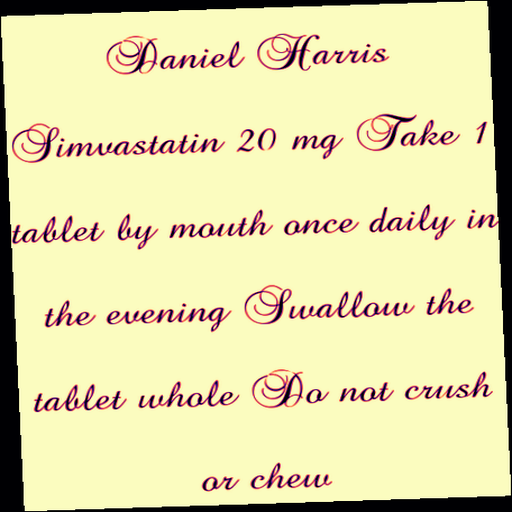 Daniel Harris
Simvastatin 20 mg Take 1
tablet by mouth once daily in
the evening Swallow the
tablet whole Do not crush
or chew